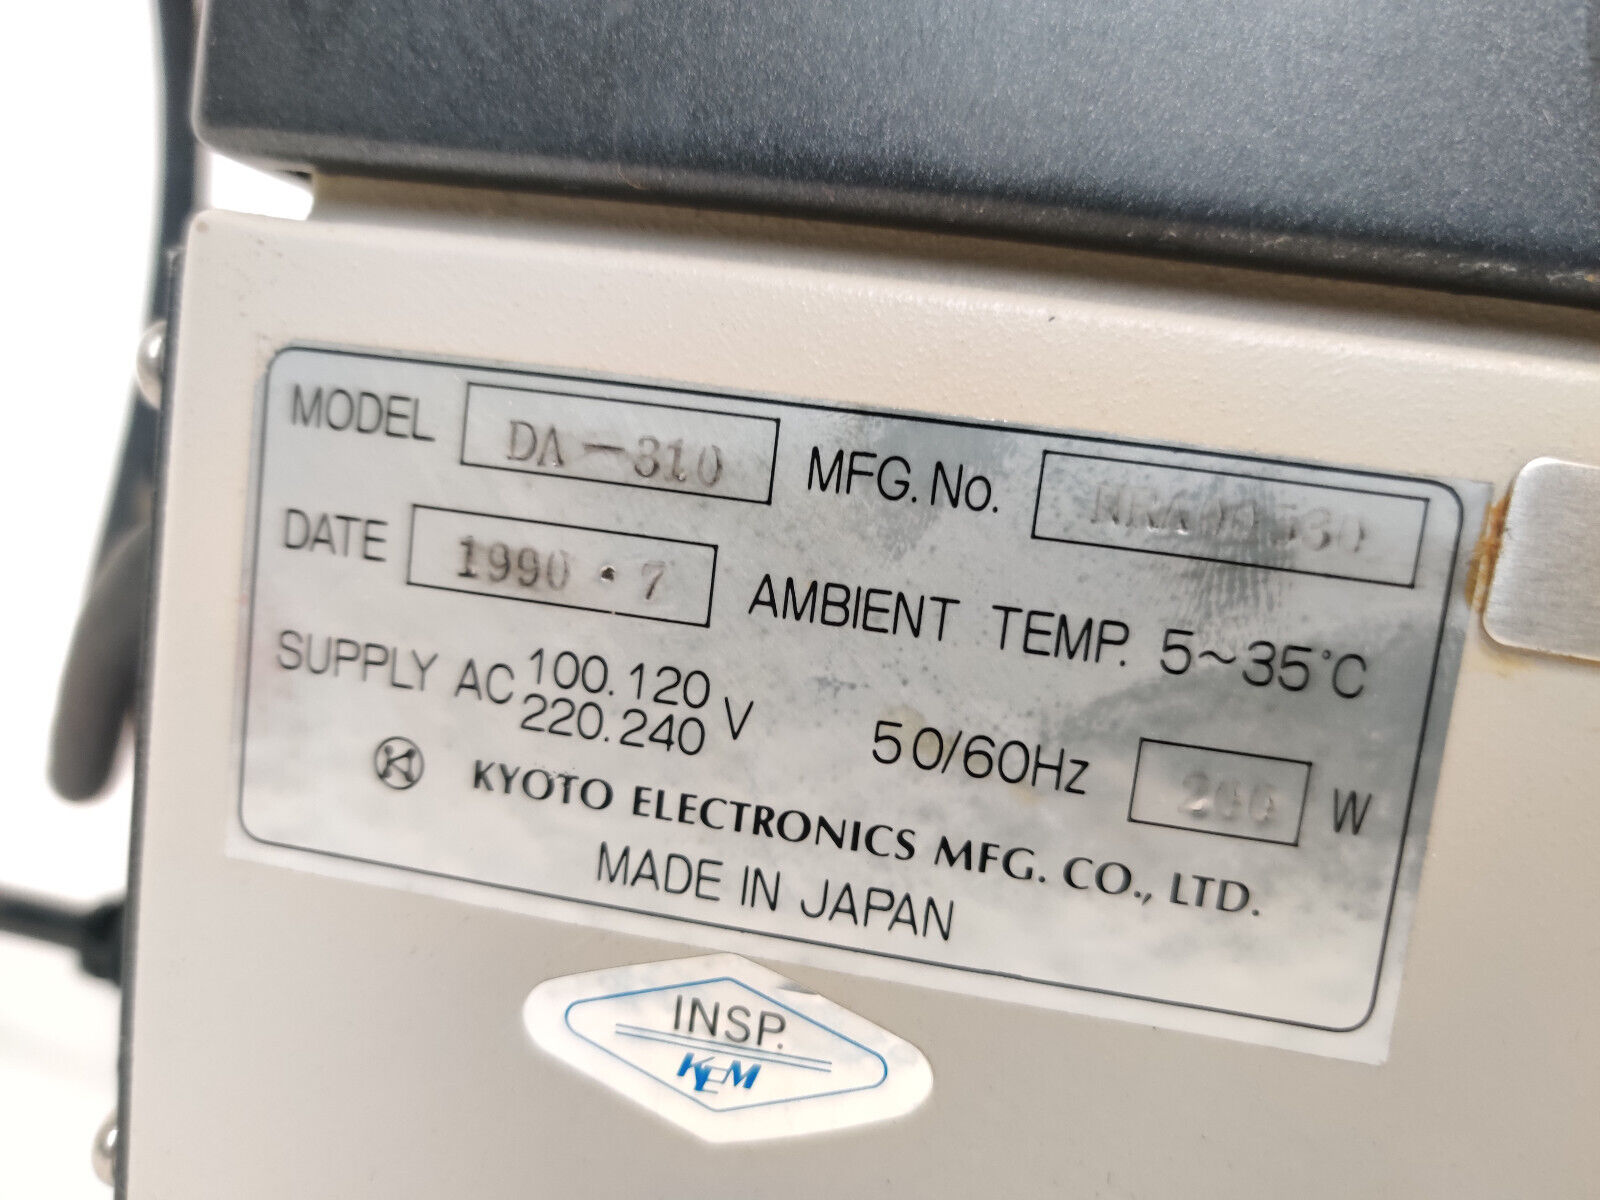 MODEL DA-310 MFG. No.
DATE 1990.7 AMBIENT TEMP. 5~35°C
SUPPLY AC 100.120
220.240 V 50/60Hz 200 W
KYOTO ELECTRONICS MFG. CO., LTD.
MADE IN JAPAN
INSP.
KEM